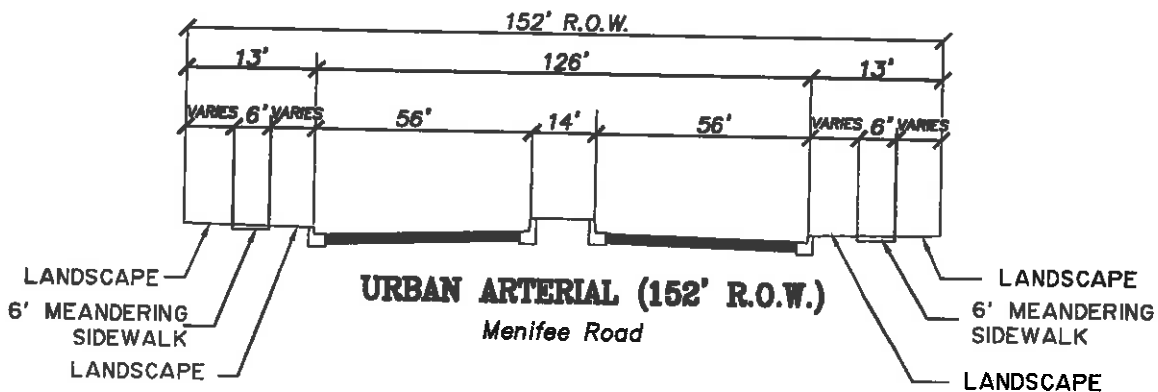 152' R.O.W.
13' 126' 13'
VARIES 6' VARIES 56' 14' 56' VARIES 6' VARIES
LANDSCAPE
6' MEANDERING
SIDEWALK
LANDSCAPE
URBAN ARTERIAL (152' R.O.W.)
Menifee Road
LANDSCAPE
6' MEANDERING
SIDEWALK
LANDSCAPE